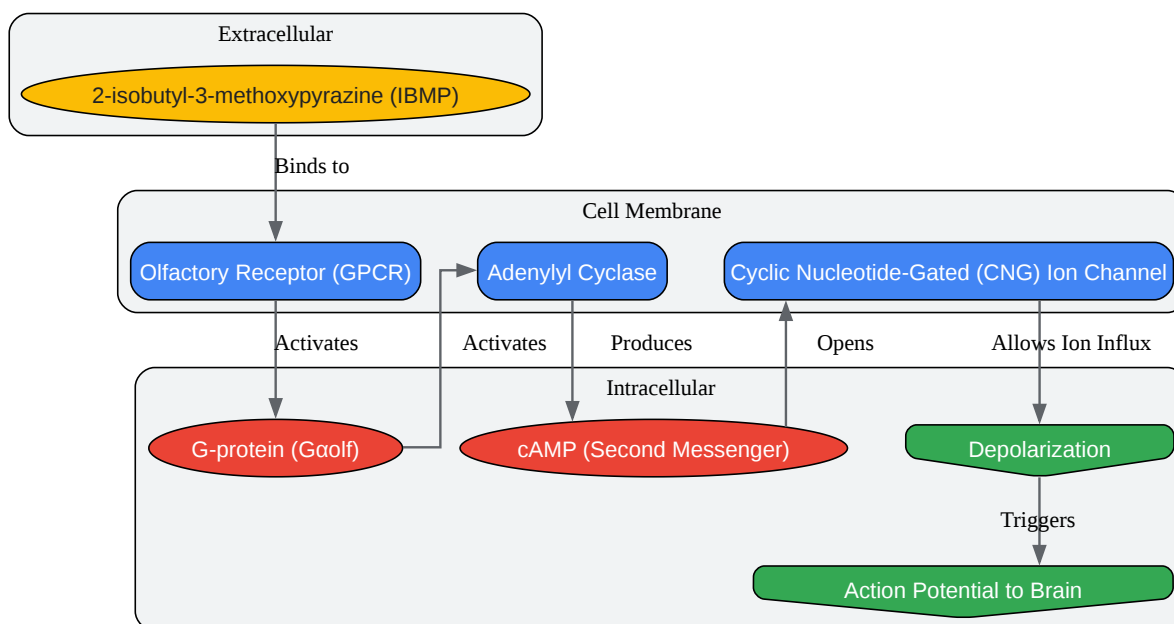 Extracellular
2-isobutyl-3-methoxypyrazine (IBMP)
Binds to
Cell Membrane
Olfactory Receptor (GPCR)
Adenylyl Cyclase
Cyclic Nucleotide-Gated (CNG) Ion Channel
Activates
Activates
Produces
Opens
Allows Ion Influx
Intracellular
G-protein (Gαolf)
cAMP (Second Messenger)
Depolarization
Triggers
Action Potential to Brain